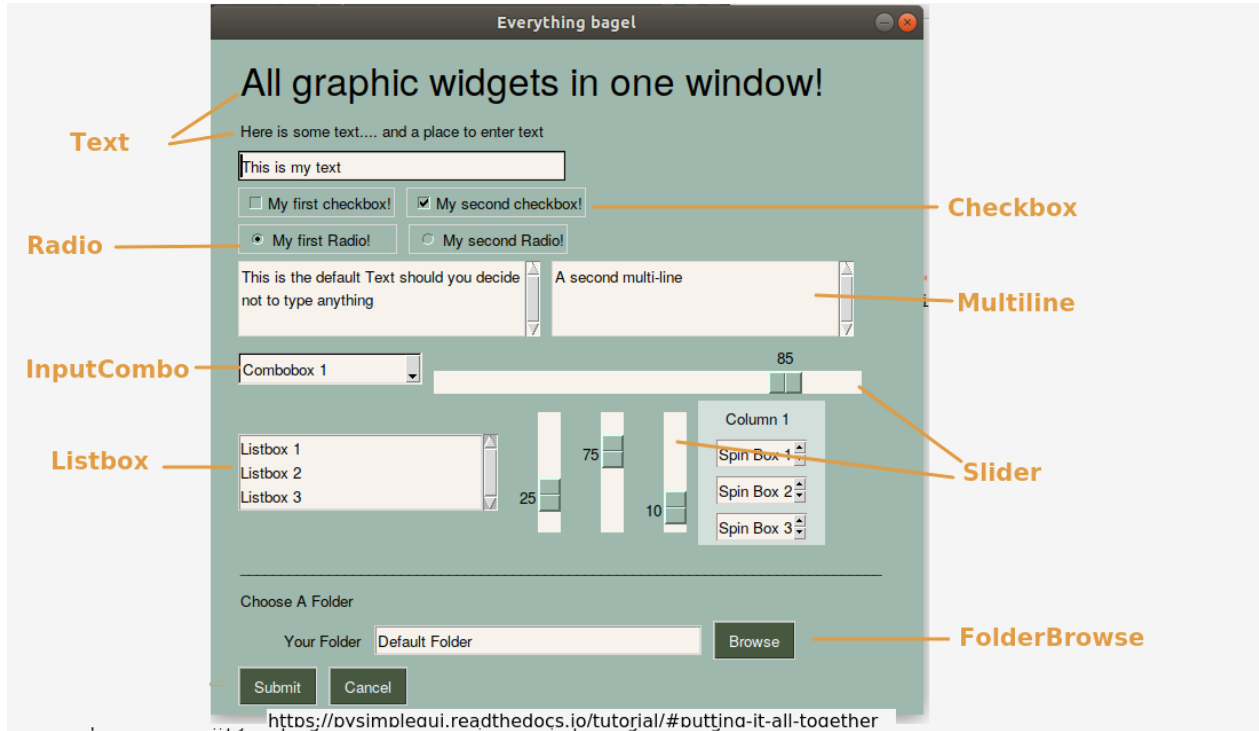 Everything bagel
All graphic widgets in one window!
Text
Here is some text.... and a place to enter text
This is my text
My first checkbox!
My second checkbox!
Checkbox
Radio
My first Radio!
My second Radio!
This is the default Text should you decide
not to type anything
A second multi-line
Multiline
InputCombo
Combobox 1
85
Column 1
Listbox
Listbox 1
Listbox 2
Listbox 3
25
75
10
Spin Box 1
Spin Box 2
Spin Box 3
Slider
Choose A Folder
Your Folder
Default Folder
Browse
FolderBrowse
Submit
Cancel
https://pysimplegui.readthedocs.io/tutorial/#putting-it-all-together